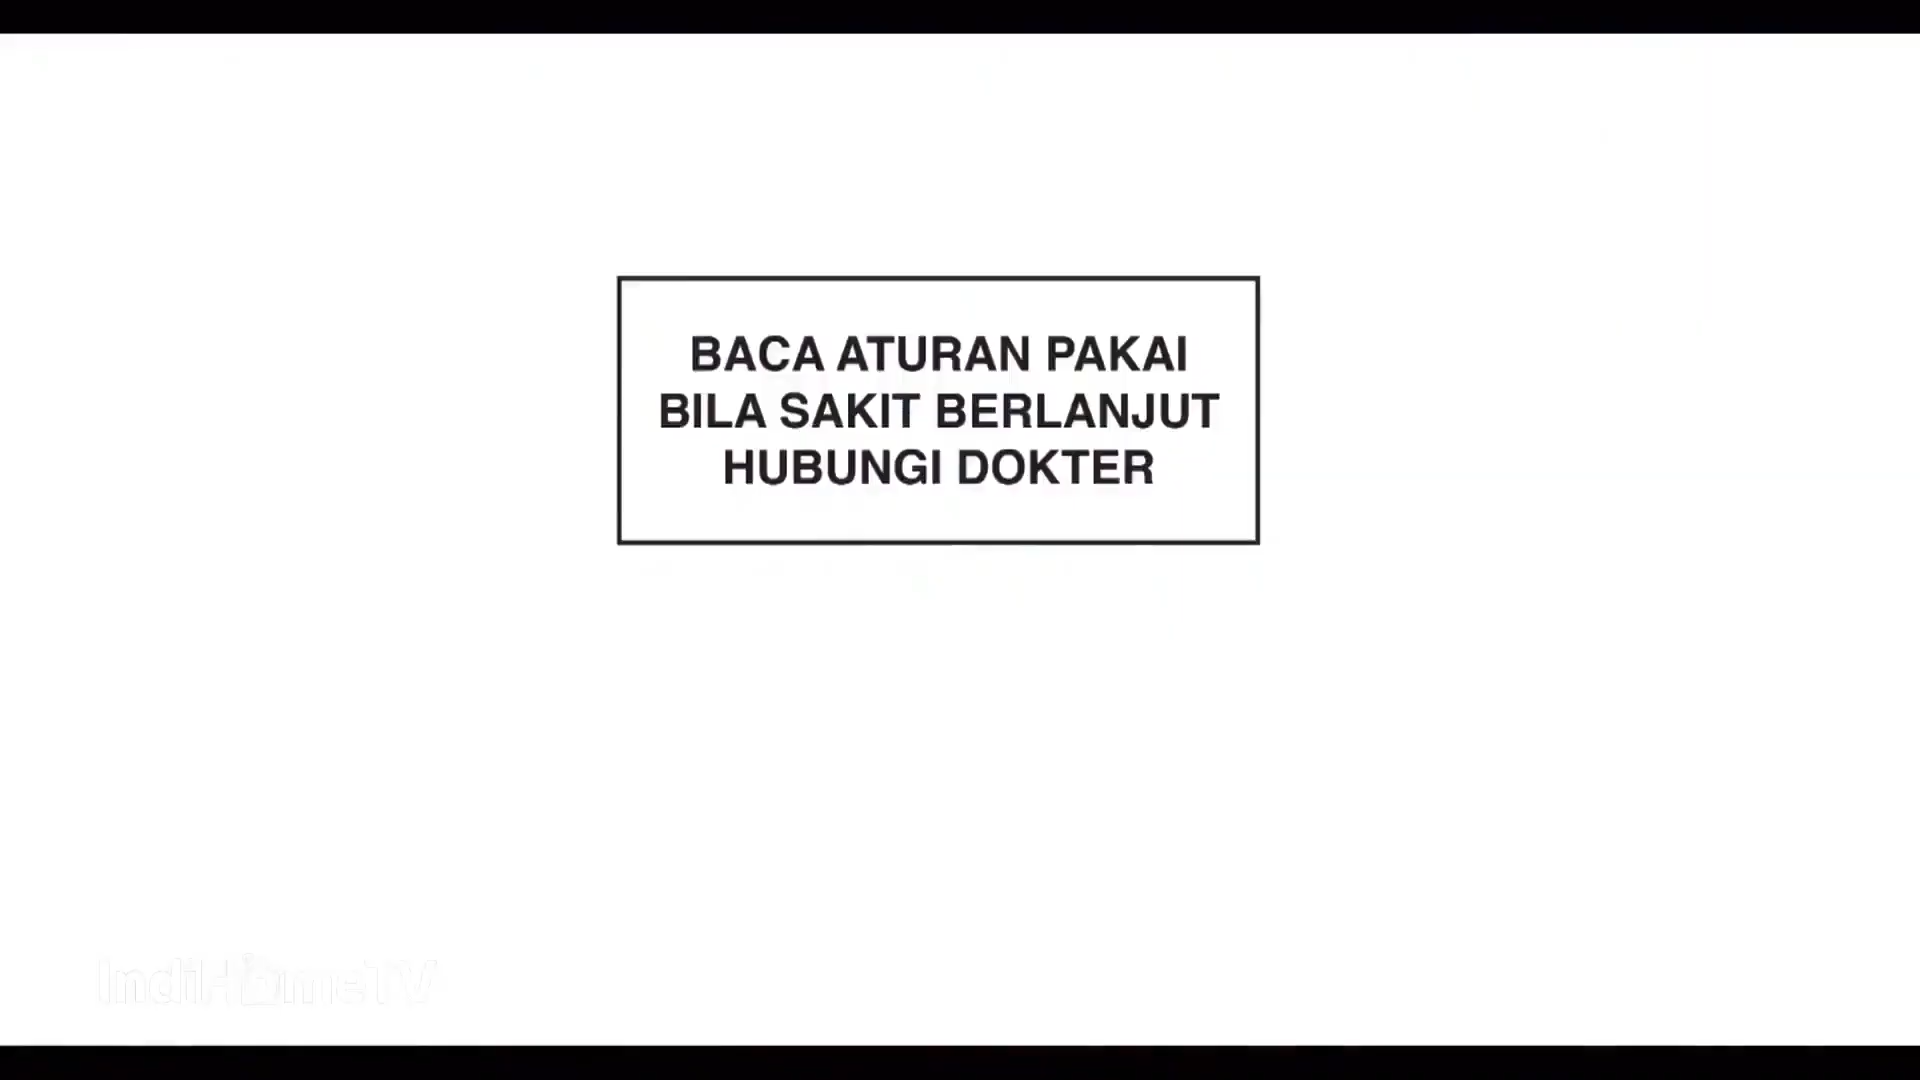 BACA ATURAN PAKAI
BILA SAKIT BERLANJUT
HUBUNGI DOKTER
IndiHomeTV